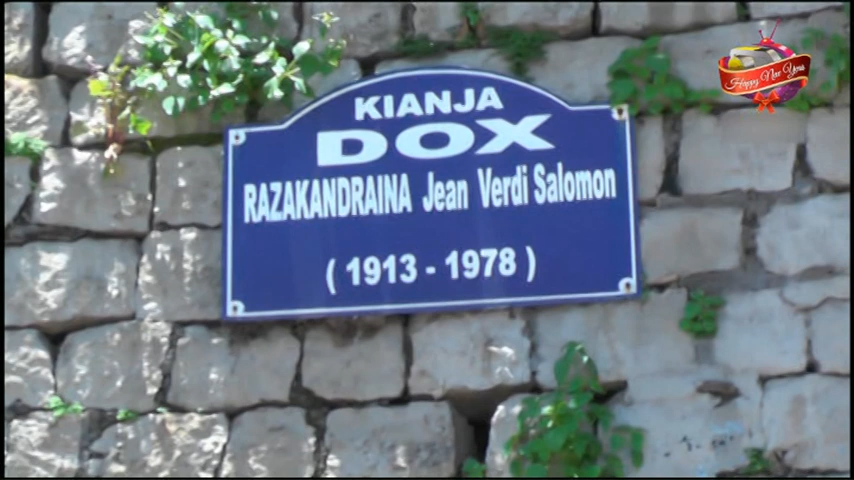 KIANJA
DOX
RAZAKANDRAINA Jean Verdi Salomon
( 1913 - 1978 )
Happy New Year